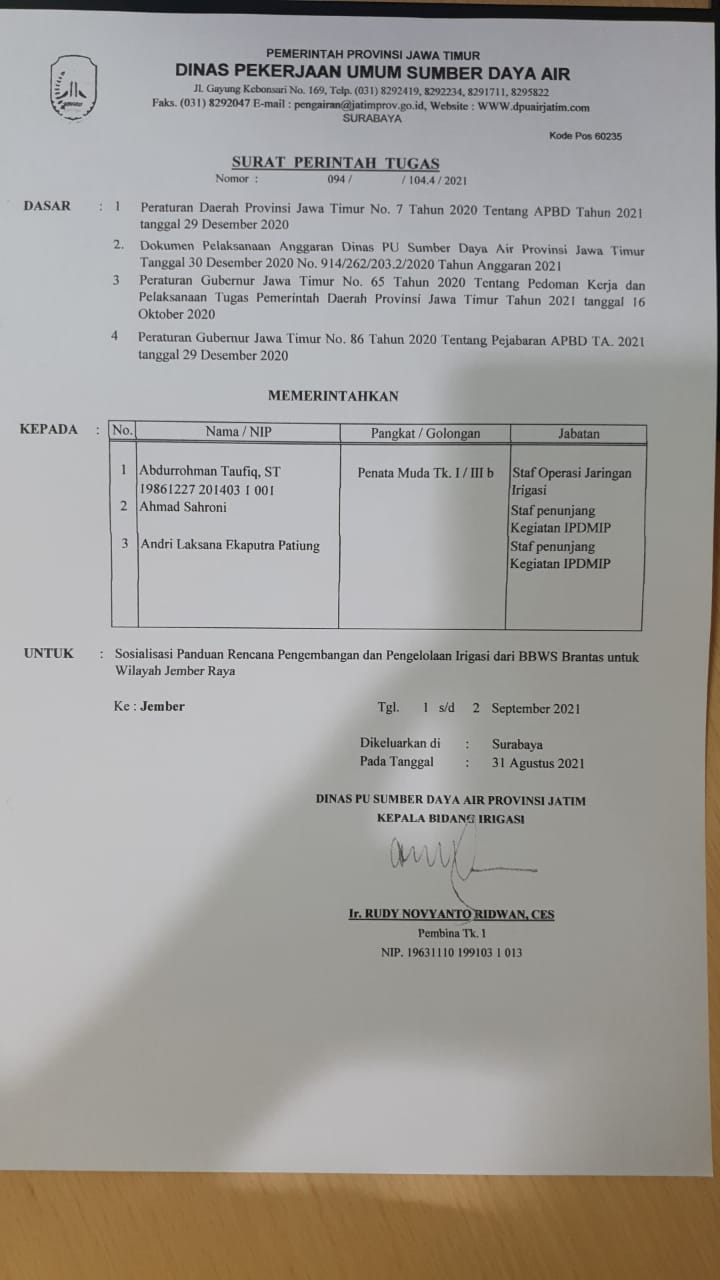 PEMERINTAH PROVINSI JAWA TIMUR
DINAS PEKERJAAN UMUM SUMBER DAYA AIR
Jl. Gayung Kebonsari No. 169, Telp. (031) 8292419, 8292234, 8291711, 8295822
Faks. (031) 8292047 E-mail : pengairan@jatimprov.go.id, Website : WWW.dpuairjatim.com
SURABAYA
Kode Pos 60235
SURAT PERINTAH TUGAS
Nomor : 094 / / 104.4 / 2021
DASAR : 1 Peraturan Daerah Provinsi Jawa Timur No. 7 Tahun 2020 Tentang APBD Tahun 2021
tanggal 29 Desember 2020
2. Dokumen Pelaksanaan Anggaran Dinas PU Sumber Daya Air Provinsi Jawa Timur
Tanggal 30 Desember 2020 No. 914/262/203.2/2020 Tahun Anggaran 2021
3 Peraturan Gubernur Jawa Timur No. 65 Tahun 2020 Tentang Pedoman Kerja dan
Pelaksanaan Tugas Pemerintah Daerah Provinsi Jawa Timur Tahun 2021 tanggal 16
Oktober 2020
4 Peraturan Gubernur Jawa Timur No. 86 Tahun 2020 Tentang Pejabaran APBD TA. 2021
tanggal 29 Desember 2020
MEMERINTAHKAN
KEPADA : No. Nama / NIP Pangkat / Golongan Jabatan
1 Abdurrohman Taufiq, ST Penata Muda Tk. I / III b Staf Operasi Jaringan
19861227 201403 1 001 Irigasi
2 Ahmad Sahroni Staf penunjang
Kegiatan IPDMIP
3 Andri Laksana Ekaputra Patiung Staf penunjang
Kegiatan IPDMIP
UNTUK : Sosialisasi Panduan Rencana Pengembangan dan Pengelolaan Irigasi dari BBWS Brantas untuk
Wilayah Jember Raya
Ke : Jember Tgl. 1 s/d 2 September 2021
Dikeluarkan di : Surabaya
Pada Tanggal : 31 Agustus 2021
DINAS PU SUMBER DAYA AIR PROVINSI JATIM
KEPALA BIDANG IRIGASI
Ir. RUDY NOVYANTO RIDWAN, CES
Pembina Tk. 1
NIP. 19631110 199103 1 013